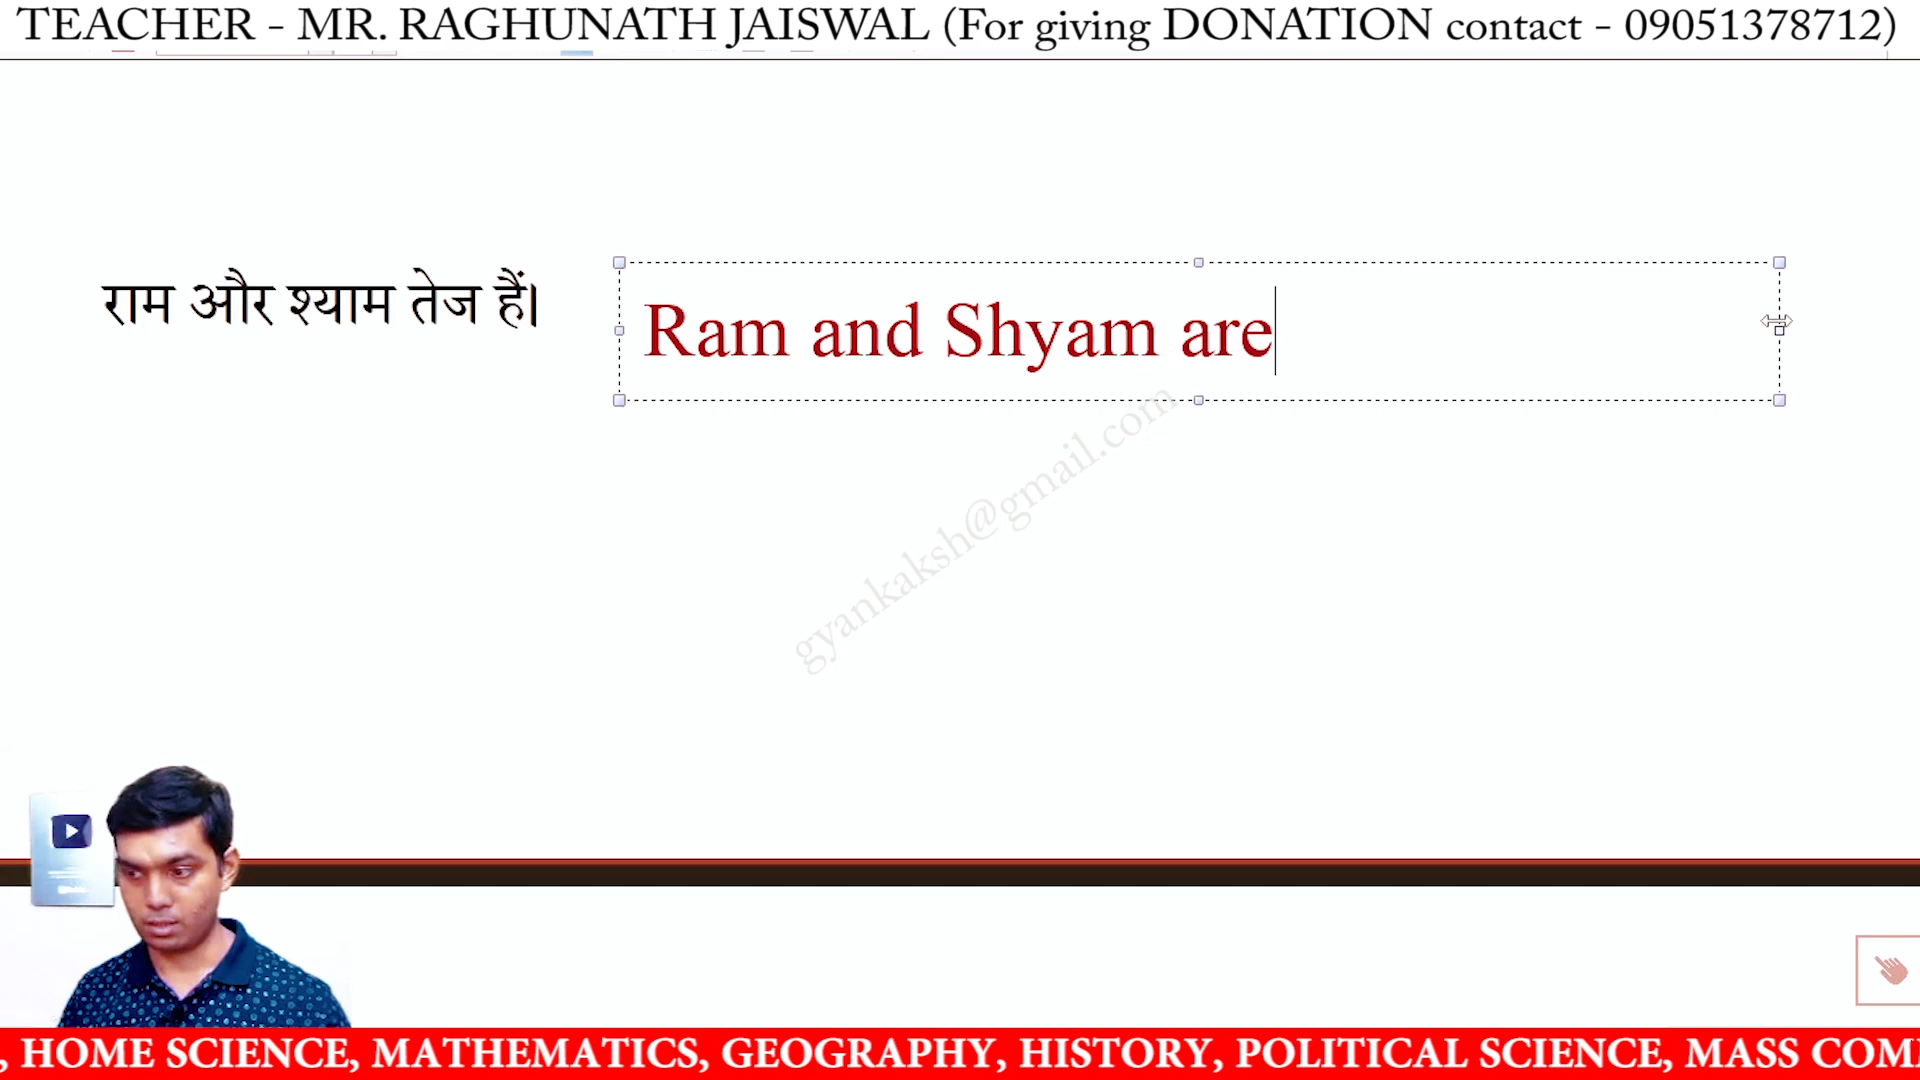 TEACHER - MR. RAGHUNATH JAISWAL (For giving DONATION contact - 09051378712)
राम और श्याम तेज हैं।
Ram and Shyam are
gyankaksh@gmail.com
, HOME SCIENCE, MATHEMATICS, GEOGRAPHY, HISTORY, POLITICAL SCIENCE, MASS COM